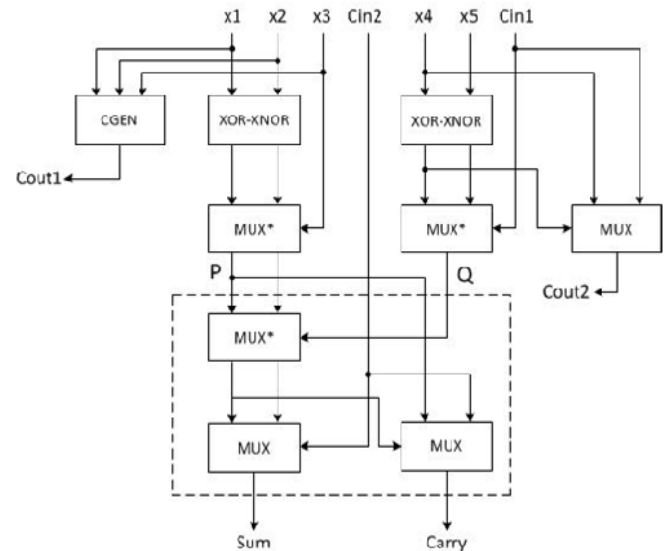 x1 x2 x3 Cin2 x4 x5 Cin1
CGEN XOR-XNOR XOR-XNOR
Cout1
MUX* MUX* MUX
P Q
Cout2
MUX*
MUX MUX
Sum Carry